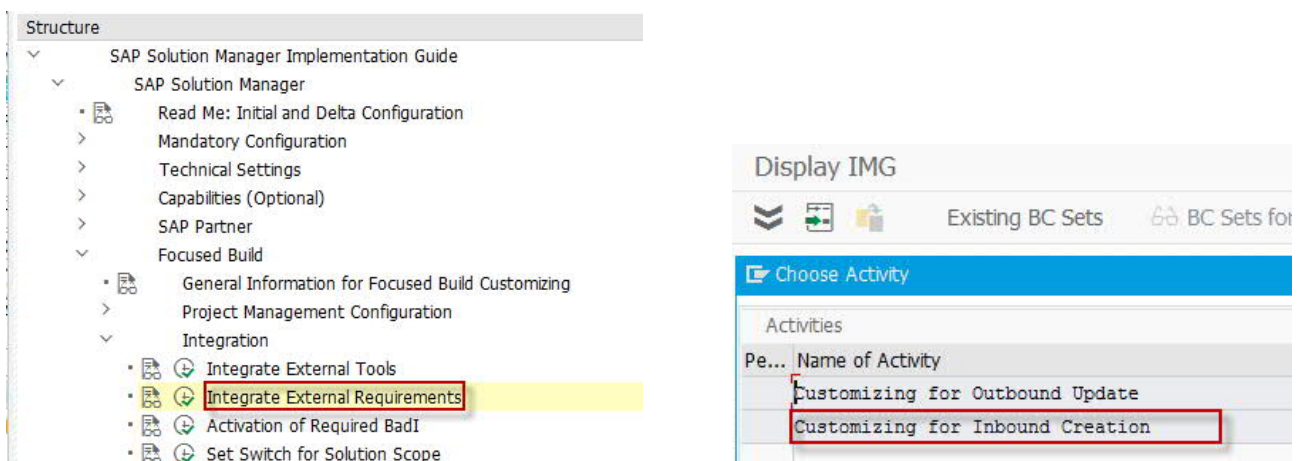 Structure
SAP Solution Manager Implementation Guide
SAP Solution Manager
Read Me: Initial and Delta Configuration
Mandatory Configuration
Technical Settings
Capabilities (Optional)
SAP Partner
Focused Build
General Information for Focused Build Customizing
Project Management Configuration
Integration
Integrate External Tools
Integrate External Requirements
Activation of Required BadI
Set Switch for Solution Scope
Display IMG
Existing BC Sets BC Sets for
Choose Activity
Activities
Pe... Name of Activity
Customizing for Outbound Update
Customizing for Inbound Creation